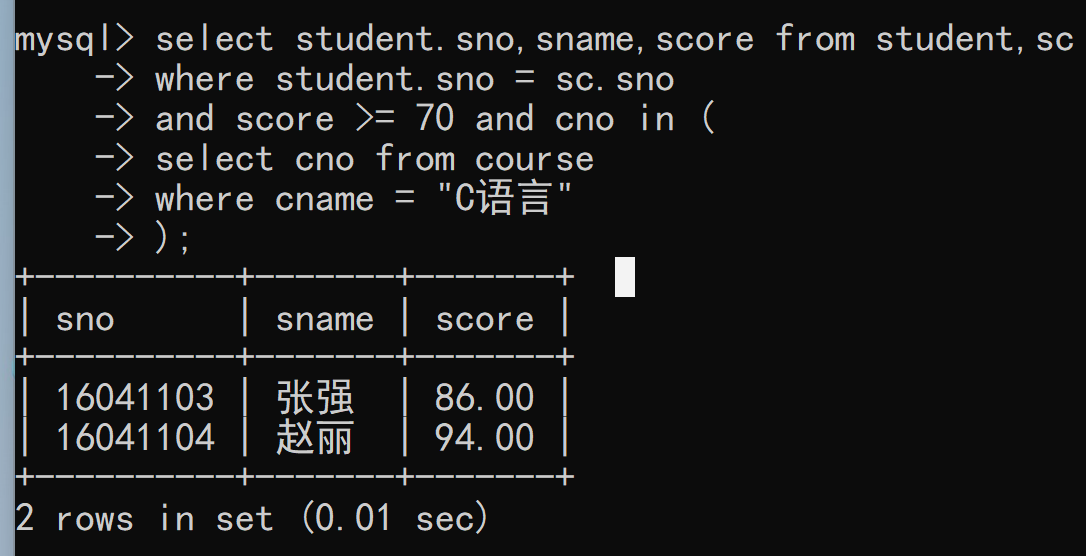 mysql> select student.sno,sname,score from student,sc
    -> where student.sno = sc.sno
    -> and score >= 70 and cno in (
    -> select cno from course
    -> where cname = "C语言"
    -> );
+----------+-------+-------+
| sno      | sname | score |
+----------+-------+-------+
| 16041103 | 张强  | 86.00 |
| 16041104 | 赵丽  | 94.00 |
+----------+-------+-------+
2 rows in set (0.01 sec)